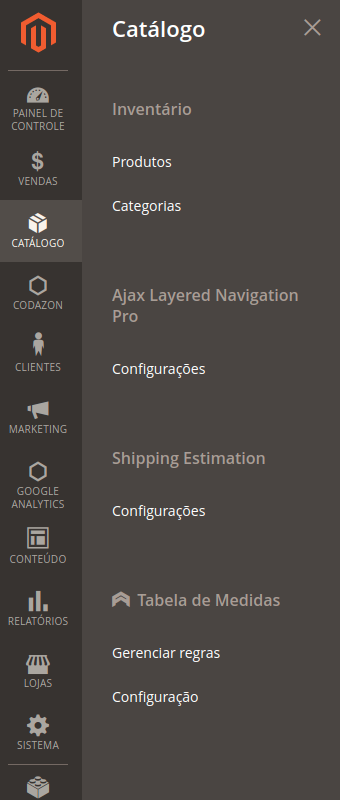 PAINEL DE
CONTROLE
VENDAS
CATÁLOGO
CODAZON
CLIENTES
MARKETING
GOOGLE
ANALYTICS
CONTEÚDO
RELATÓRIOS
LOJAS
SISTEMA
Catálogo
Inventário
Produtos
Categorias
Ajax Layered Navigation
Pro
Configurações
Shipping Estimation
Configurações
Tabela de Medidas
Gerenciar regras
Configuração